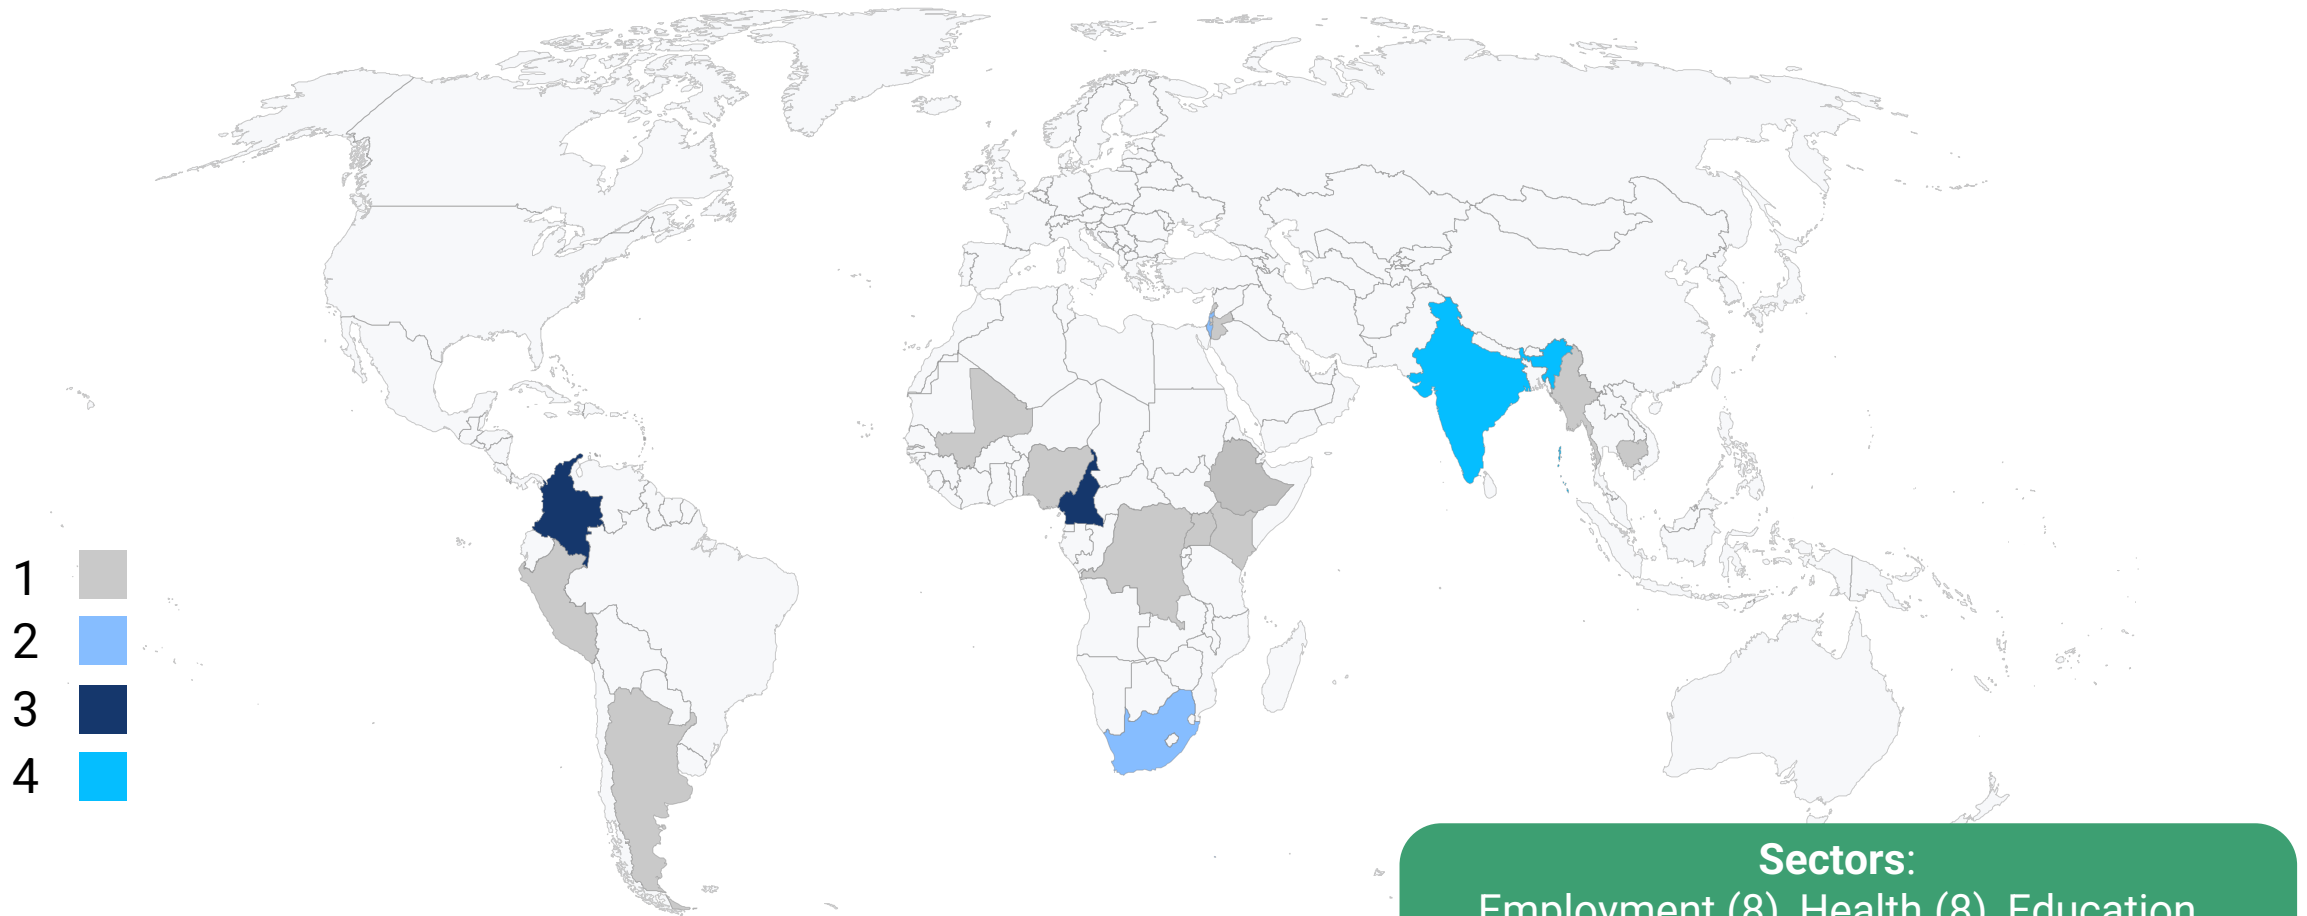 1
2
3
4
Sectors:
Employment (8), Health (8), Education